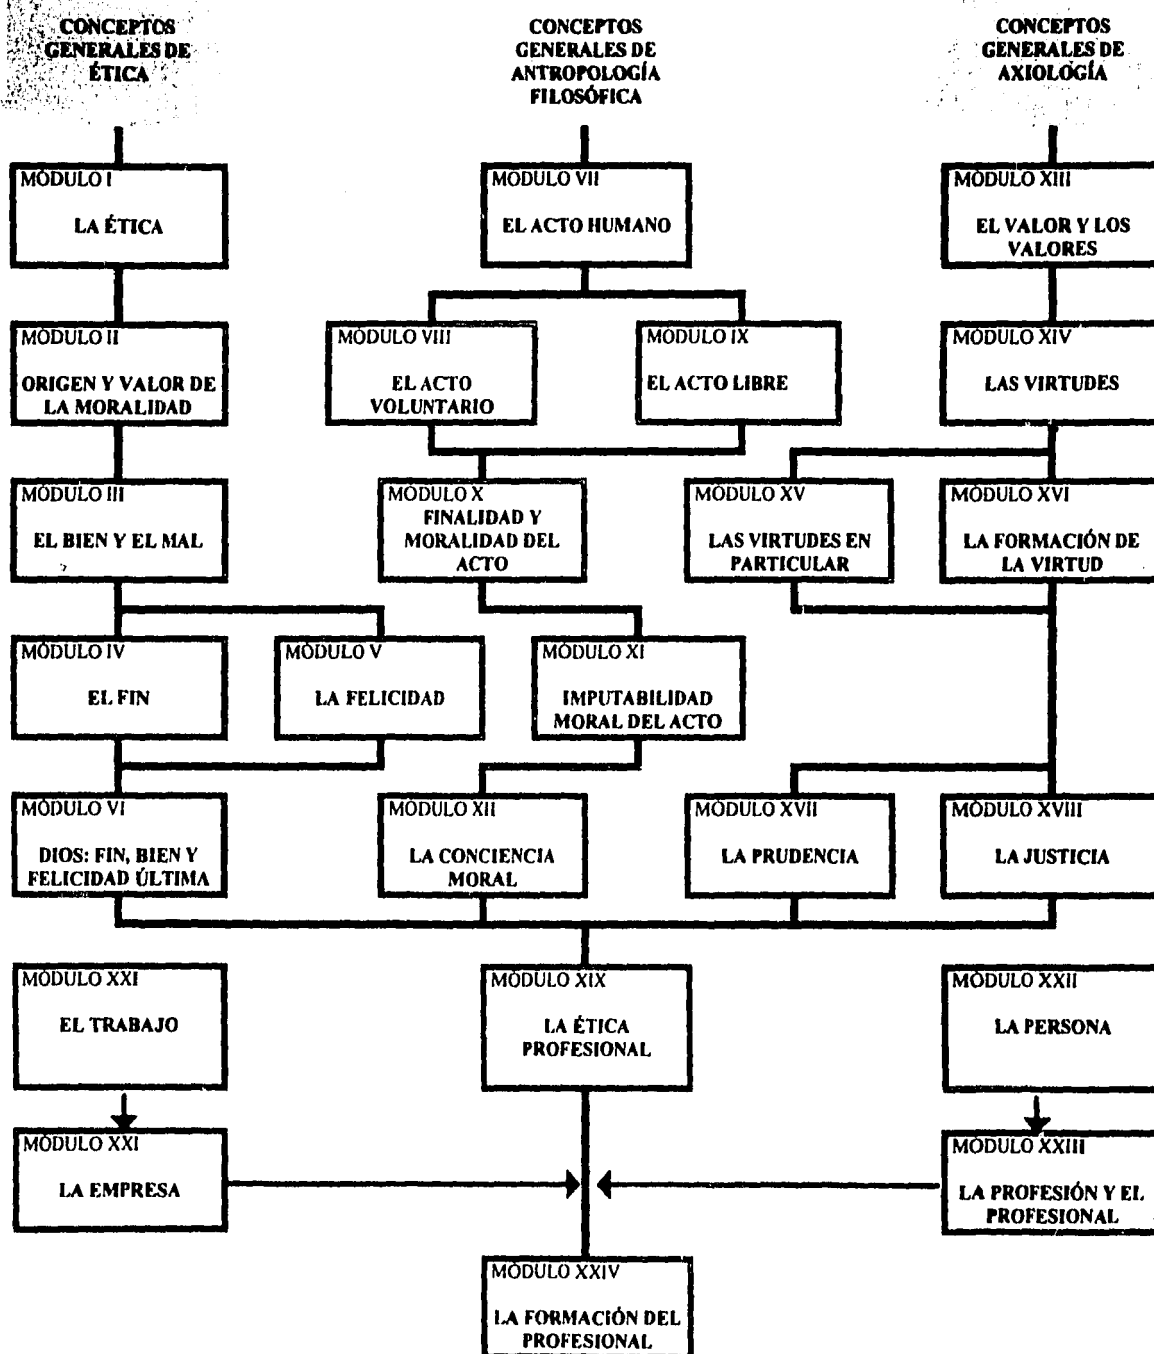 CONCEPTOS
GENERALES DE
ÉTICA
CONCEPTOS
GENERALES DE
ANTROPOLOGÍA
FILOSÓFICA
CONCEPTOS
GENERALES DE
AXIOLOGÍA
MÓDULO I
LA ÉTICA
MÓDULO VII
EL ACTO HUMANO
MÓDULO XIII
EL VALOR Y LOS
VALORES
MÓDULO II
ORIGEN Y VALOR DE
LA MORALIDAD
MÓDULO VIII
EL ACTO
VOLUNTARIO
MÓDULO IX
EL ACTO LIBRE
MÓDULO XIV
LAS VIRTUDES
MÓDULO III
EL BIEN Y EL MAL
MÓDULO X
FINALIDAD Y
MORALIDAD DEL
ACTO
MÓDULO XV
LAS VIRTUDES EN
PARTICULAR
MÓDULO XVI
LA FORMACIÓN DE
LA VIRTUD
MÓDULO IV
EL FIN
MÓDULO V
LA FELICIDAD
MÓDULO XI
IMPUTABILIDAD
MORAL DEL ACTO
MÓDULO VI
DIOS: FIN, BIEN Y
FELICIDAD ÚLTIMA
MÓDULO XII
LA CONCIENCIA
MORAL
MÓDULO XVII
LA PRUDENCIA
MÓDULO XVIII
LA JUSTICIA
MÓDULO XXI
EL TRABAJO
MÓDULO XIX
LA ÉTICA
PROFESIONAL
MÓDULO XXII
LA PERSONA
MÓDULO XXI
LA EMPRESA
MÓDULO XXIII
LA PROFESIÓN Y EL
PROFESIONAL
MÓDULO XXIV
LA FORMACIÓN DEL
PROFESIONAL